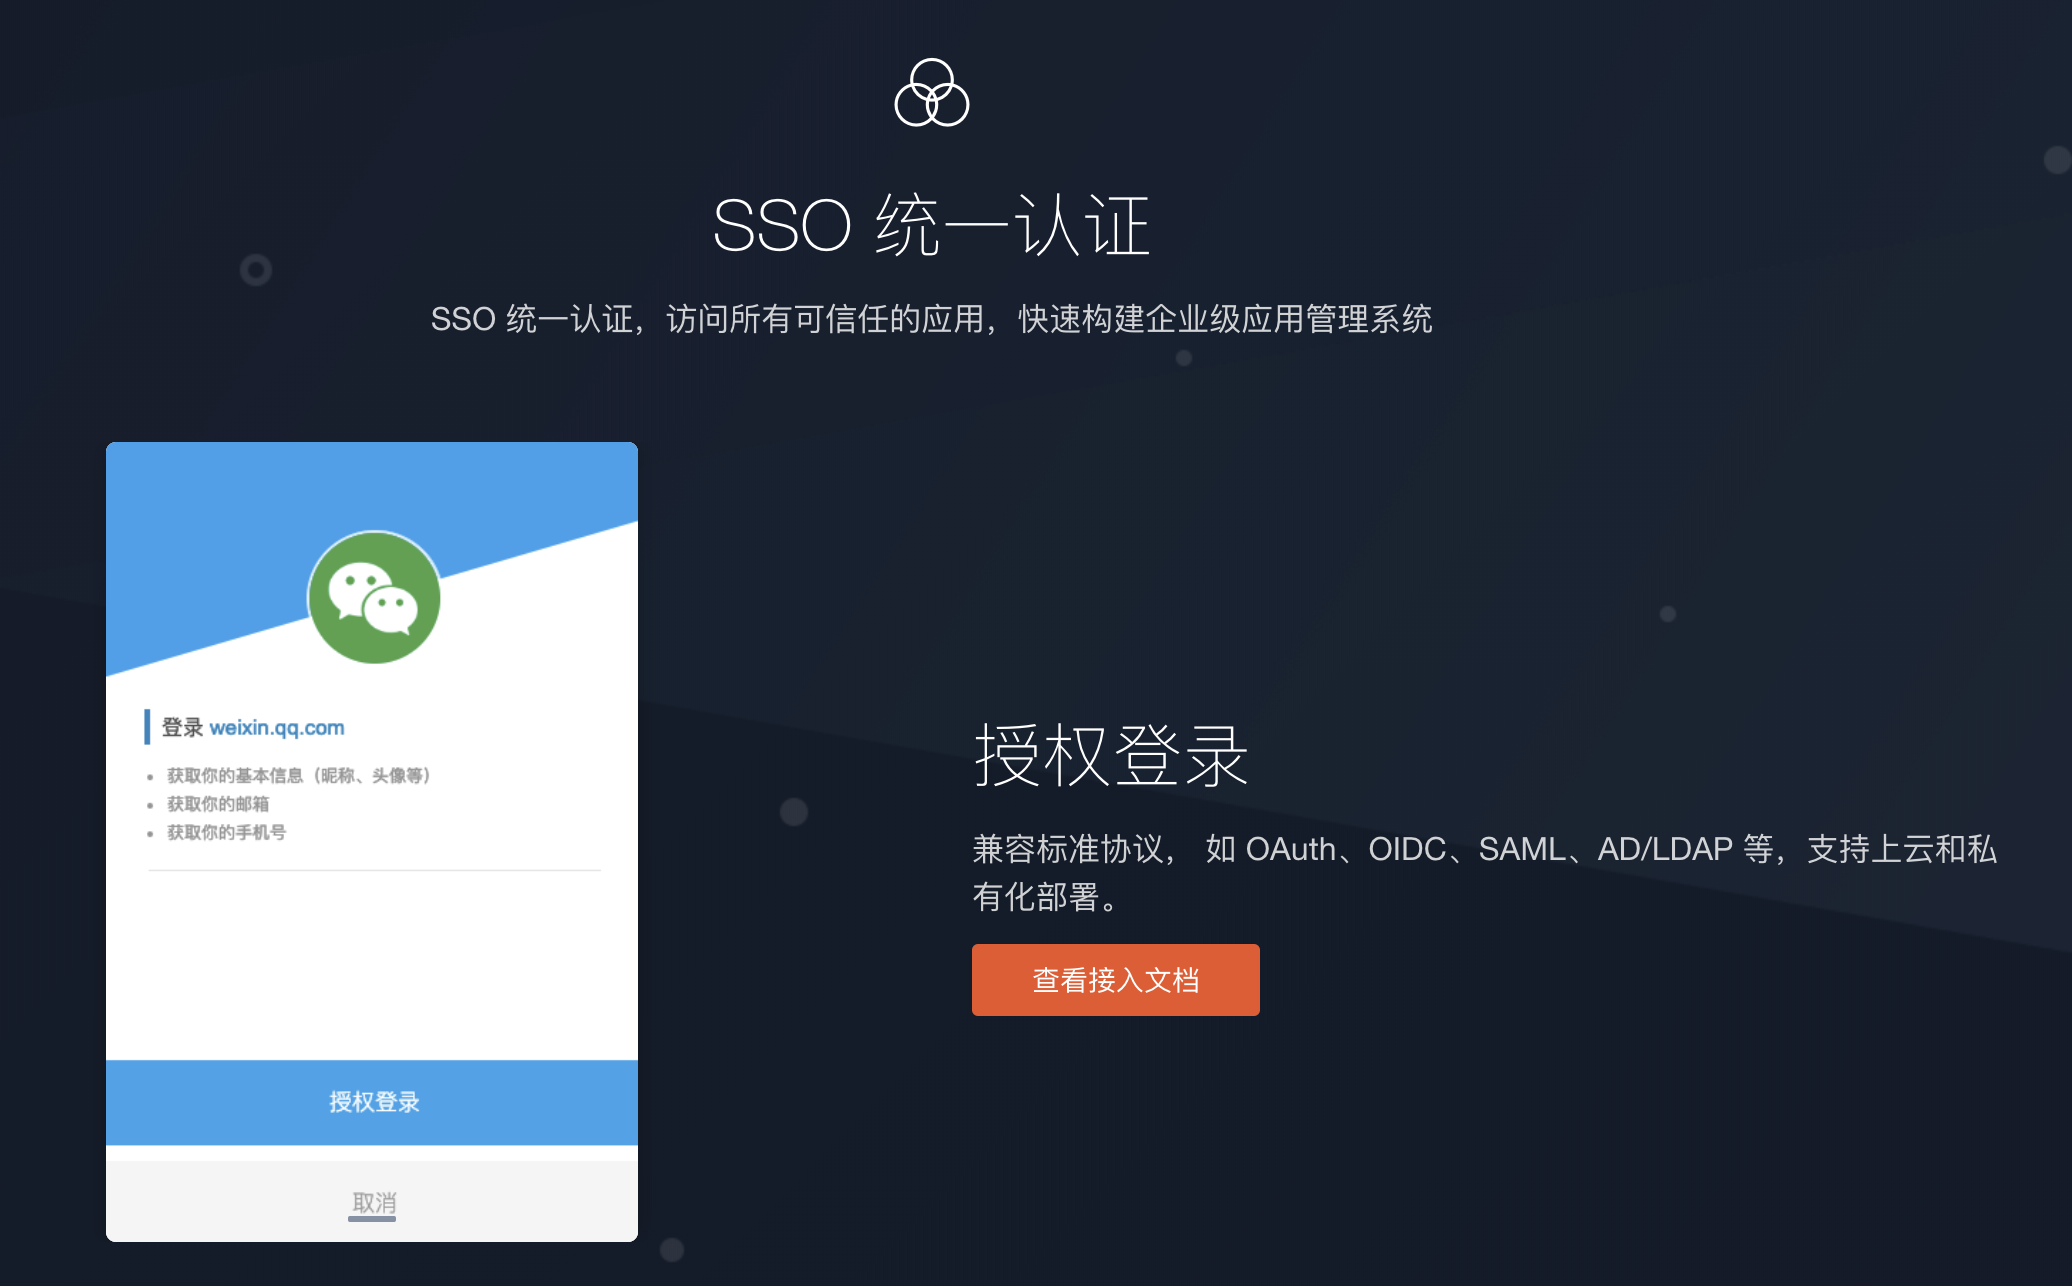 SSO 统一认证
SSO 统一认证，访问所有可信任的应用，快速构建企业级应用管理系统
登录 weixin.qq.com
• 获取你的基本信息（昵称、头像等）
• 获取你的邮箱
• 获取你的手机号
授权登录
取消
授权登录
兼容标准协议， 如 OAuth、OIDC、SAML、AD/LDAP 等，支持上云和私
有化部署。
查看接入文档